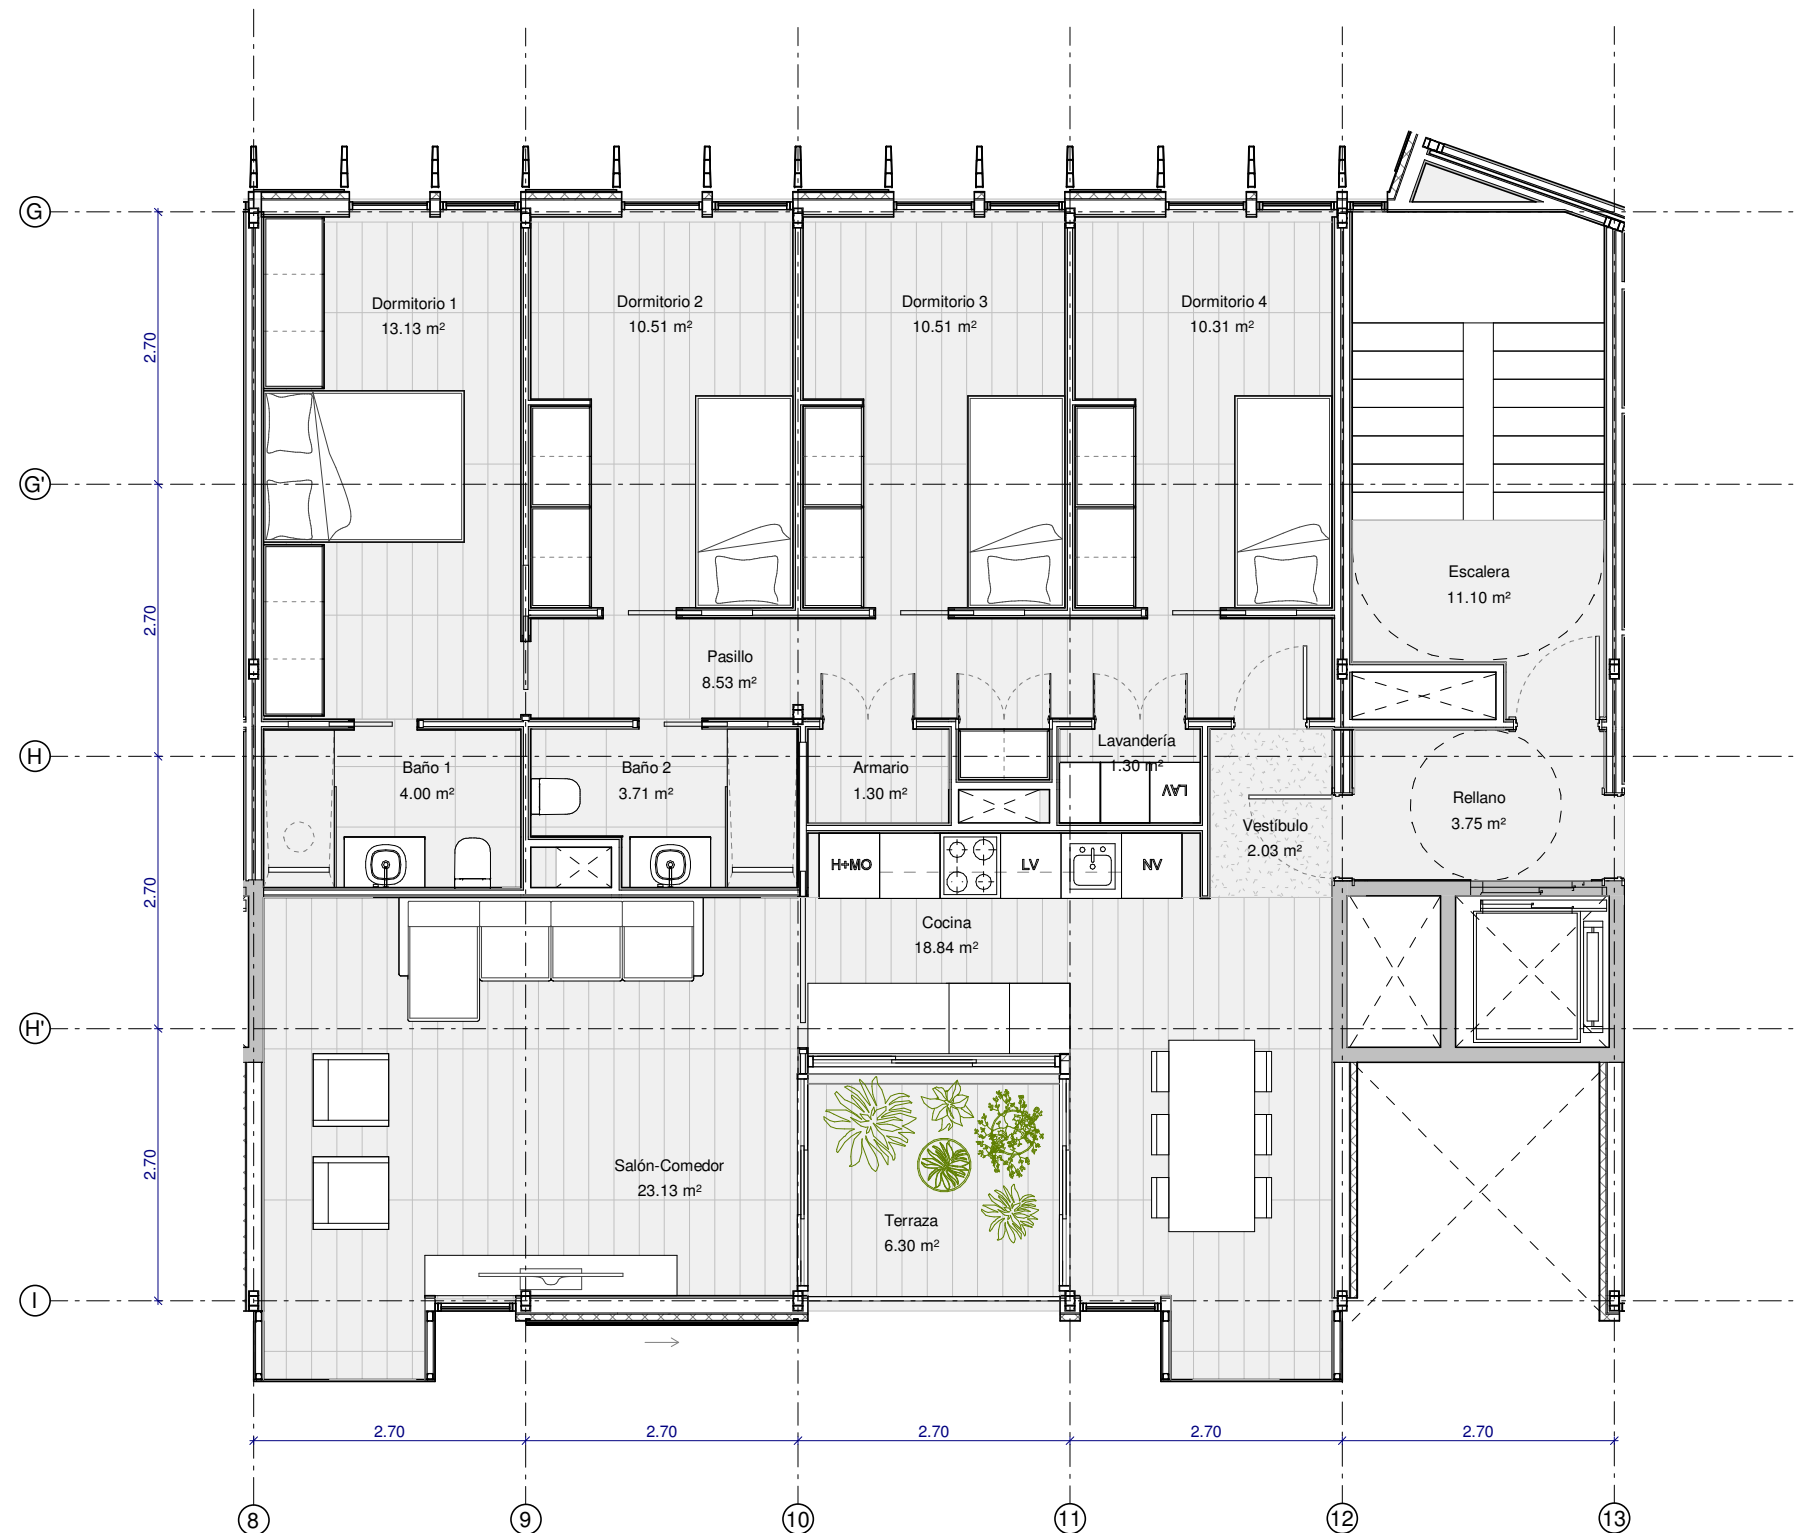 G
Dormitorio 1
13.13 m²
Dormitorio 2
10.51 m²
Dormitorio 3
10.51 m²
Dormitorio 4
10.31 m²
2.70
G'
Escalera
11.10 m²
2.70
Pasillo
8.53 m²
H
Baño 1
4.00 m²
Baño 2
3.71 m²
Armario
1.30 m²
Lavandería
1.30 m²
LAV
Vestíbulo
2.03 m²
Rellano
3.75 m²
H+MO
LV
NV
2.70
Cocina
18.84 m²
H'
2.70
Salón-Comedor
23.13 m²
Terraza
6.30 m²
I
2.70
2.70
2.70
2.70
2.70
8
9
10
11
12
13